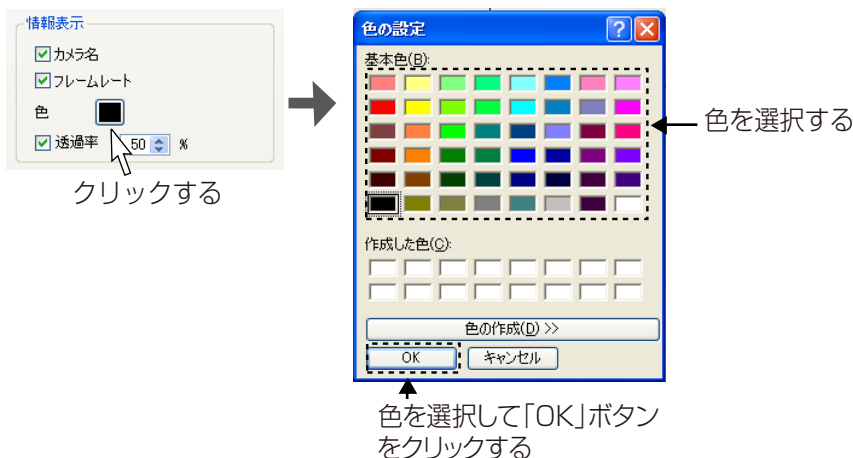 情報表示
カメラ名
フレームレート
色
透過率 50 %
クリックする
色の設定
基本色(B):
色を選択する
作成した色(C):
色の作成(D) >>
OK キャンセル
色を選択して「OK」ボタン
をクリックする